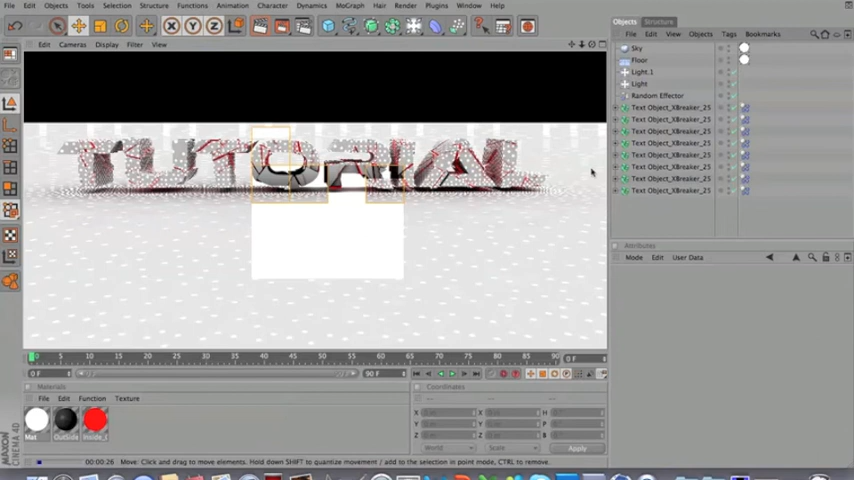 File Edit Objects Tools Selection Structure Functions Animation Character Dynamics MoGraph Hair Render Plugins Window Help
X Y Z
Edit Cameras Display Filter View
TUTORIAL
Objects Structure
File Edit View Objects Tags Bookmarks
Sky
Floor
Light.1
Light
Random Effector
Text Object_XBreaker_25
Text Object_XBreaker_25
Text Object_XBreaker_25
Text Object_XBreaker_25
Text Object_XBreaker_25
Text Object_XBreaker_25
Text Object_XBreaker_25
Text Object_XBreaker_25
Attributes
Mode Edit User Data
0 5 10 15 20 25 30 35 40 45 50 55 60 65 70 75 80 85 90 0 F
0 F 90 F
Materials
File Edit Function Texture
Mat OutSide Inside_
Coordinates
X X H
Y Y P
Z Z B
World Scale Apply
MAXON CINEMA 4D
00:00:26 Move: Click and drag to move elements. Hold down SHIFT to quantize movement / add to the selection in point mode, CTRL to remove.